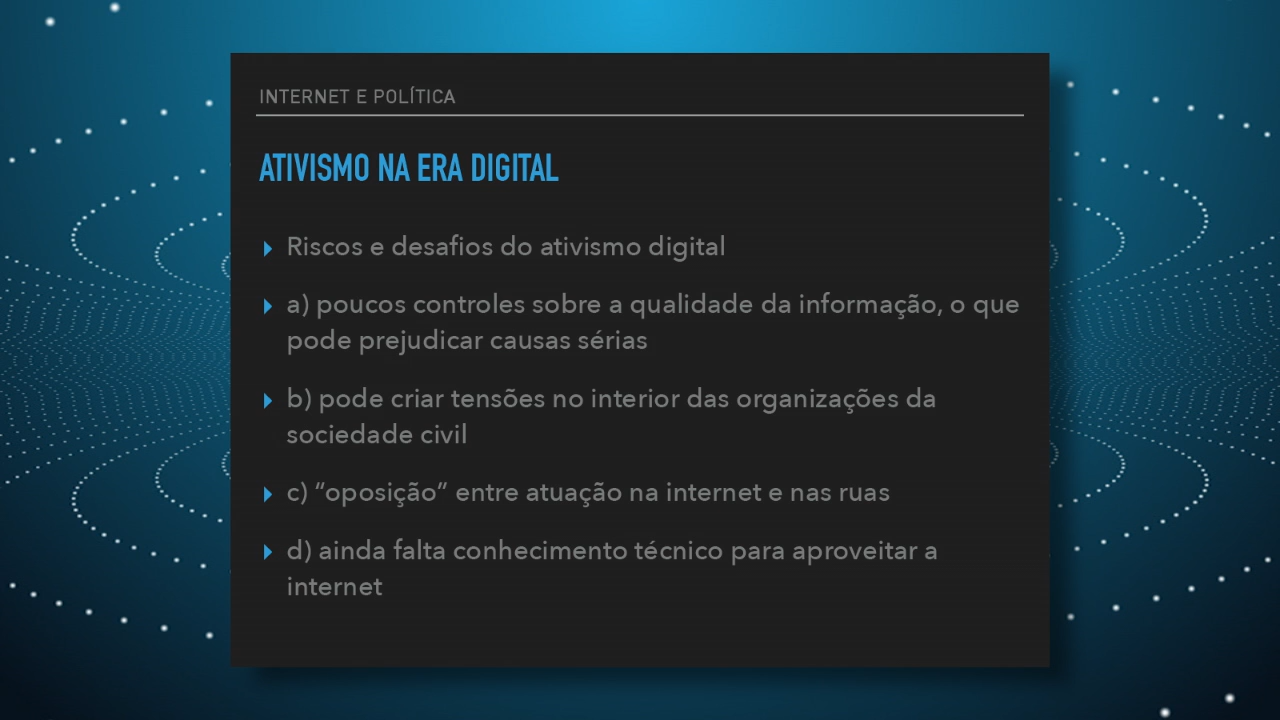 INTERNET E POLÍTICA
ATIVISMO NA ERA DIGITAL
Riscos e desafios do ativismo digital
a) poucos controles sobre a qualidade da informação, o que
pode prejudicar causas sérias
b) pode criar tensões no interior das organizações da
sociedade civil
c) “oposição” entre atuação na internet e nas ruas
d) ainda falta conhecimento técnico para aproveitar a
internet